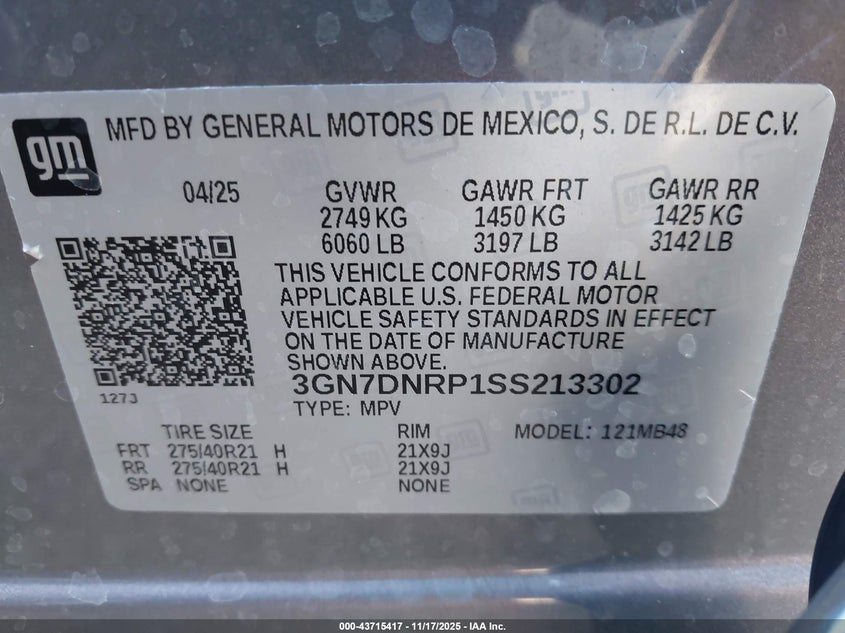 gm
MFD BY GENERAL MOTORS DE MEXICO, S. DE R.L. DE C.V.
04/25 GVWR GAWR FRT GAWR RR
2749 KG 1450 KG 1425 KG
6060 LB 3197 LB 3142 LB
THIS VEHICLE CONFORMS TO ALL
APPLICABLE U.S. FEDERAL MOTOR
VEHICLE SAFETY STANDARDS IN EFFECT
ON THE DATE OF MANUFACTURE
SHOWN ABOVE.
3GN7DNRP1SS213302
127J
TYPE: MPV
TIRE SIZE RIM MODEL: 121MB48
FRT 275/40R21 H 21X9J
RR 275/40R21 H 21X9J
SPA NONE NONE
000-43715417 - 11/17/2025 - IAA Inc.